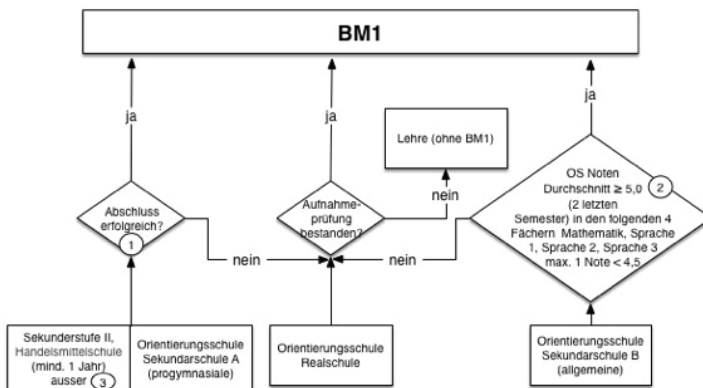 BM1
ja
ja
ja
Lehre (ohne BM1)
nein
Abschluss
erfolgreich?
1
Aufnahme-
prüfung
bestanden?
OS Noten
Durchschnitt ≥ 5,0
2
(2 letzten
Semester) in den folgenden 4
Fächern Mathematik, Sprache
1, Sprache 2, Sprache 3
max. 1 Note < 4,5
nein
nein
Sekunderstufe II,
Handelsmittelschule
(mind. 1 Jahr)
ausser 3
Orientierungsschule
Sekundarschule A
(progymnasiale)
Orientierungsschule
Realschule
Orientierungsschule
Sekundarschule B
(allgemeine)